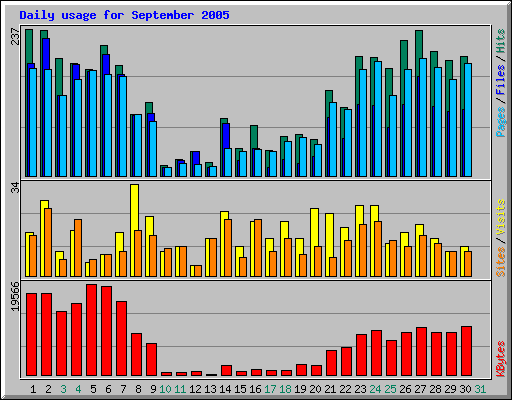 Daily usage for September 2005
237
Pages / Files / Hits
34
Sites / Visits
19566
KBytes
1 2 3 4 5 6 7 8 9 10 11 12 13 14 15 16 17 18 19 20 21 22 23 24 25 26 27 28 29 30 31